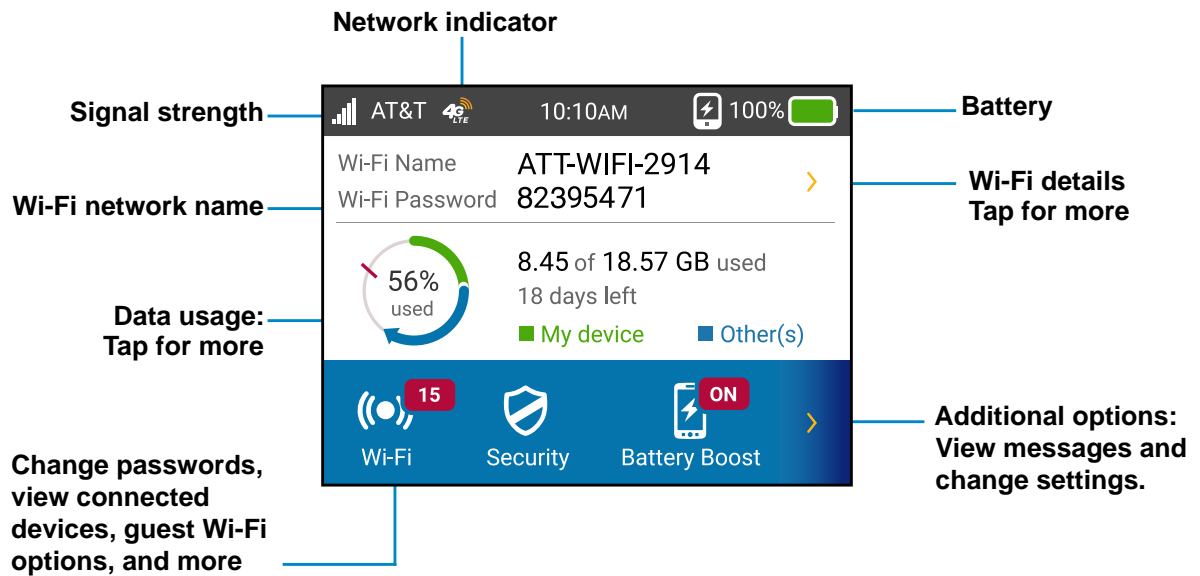 Network indicator
Signal strength
AT&T 4G LTE 10:10AM 100%
Battery
Wi-Fi network name
Wi-Fi Name ATT-WIFI-2914
Wi-Fi Password 82395471
Wi-Fi details
Tap for more
Data usage:
Tap for more
56%
used
8.45 of 18.57 GB used
18 days left
My device Other(s)
15
ON
Wi-Fi Security Battery Boost
Additional options:
View messages and
change settings.
Change passwords,
view connected
devices, guest Wi-Fi
options, and more